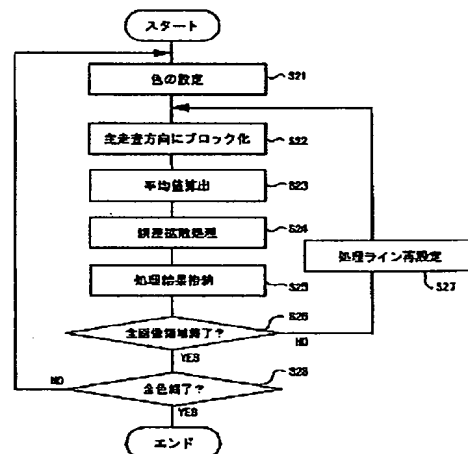 スタート
色の設定
S21
主走査方向にブロック化
S22
平均値算出
S23
誤差拡散処理
S24
処理結果格納
S25
処理ライン再設定
S27
全画像領域終了?
S26
NO
YES
全色終了?
S28
NO
YES
エンド